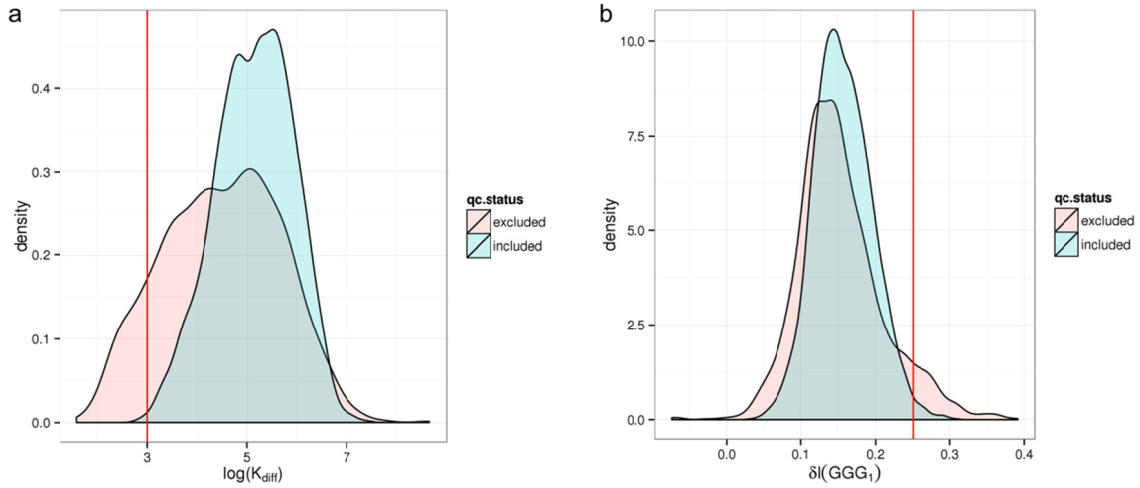 a
density
0.4
0.3
0.2
0.1
0.0
3 5 7
log(Kdiff)
qc.status
excluded
included
b
density
10.0
7.5
5.0
2.5
0.0
0.0 0.1 0.2 0.3 0.4
δI(GGG1)
qc.status
excluded
included